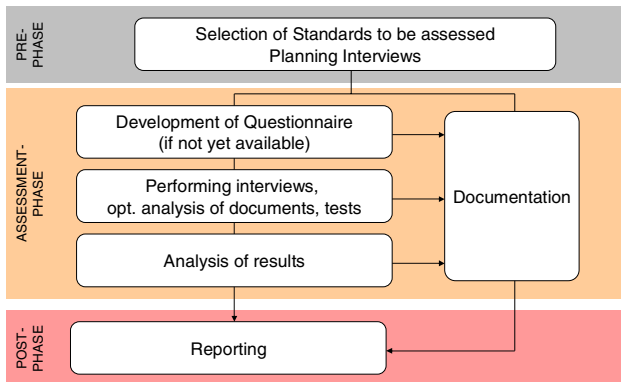 PRE-
PHASE
Selection of Standards to be assessed
Planning Interviews
ASSESSMENT-
PHASE
Development of Questionnaire
(if not yet available)
Performing interviews,
opt. analysis of documents, tests
Analysis of results
Documentation
POST-
PHASE
Reporting